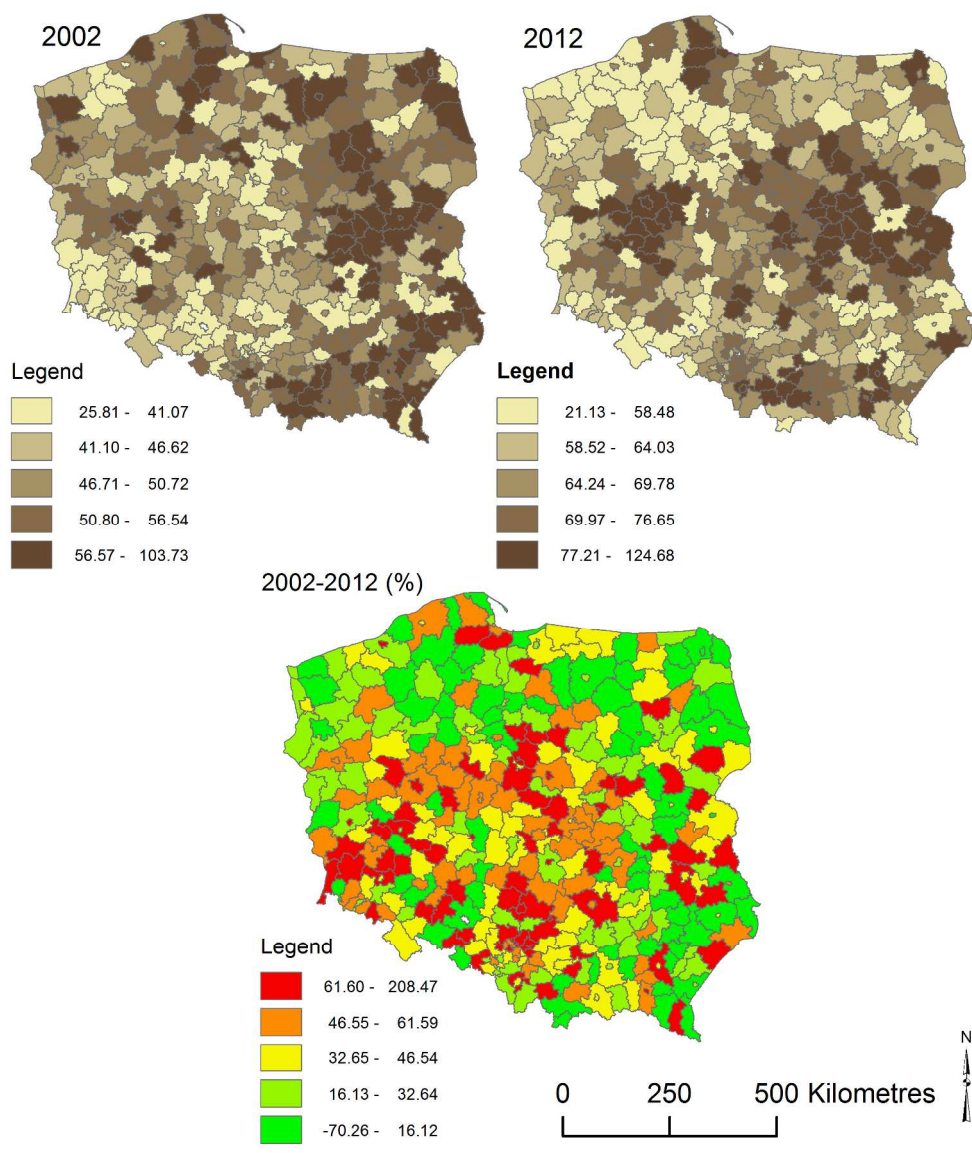 2002
2012
Legend
25.81 - 41.07
41.10 - 46.62
46.71 - 50.72
50.80 - 56.54
56.57 - 103.73
Legend
21.13 - 58.48
58.52 - 64.03
64.24 - 69.78
69.97 - 76.65
77.21 - 124.68
2002-2012 (%)
Legend
61.60 - 208.47
46.55 - 61.59
32.65 - 46.54
16.13 - 32.64
-70.26 - 16.12
0 250 500 Kilometres
N